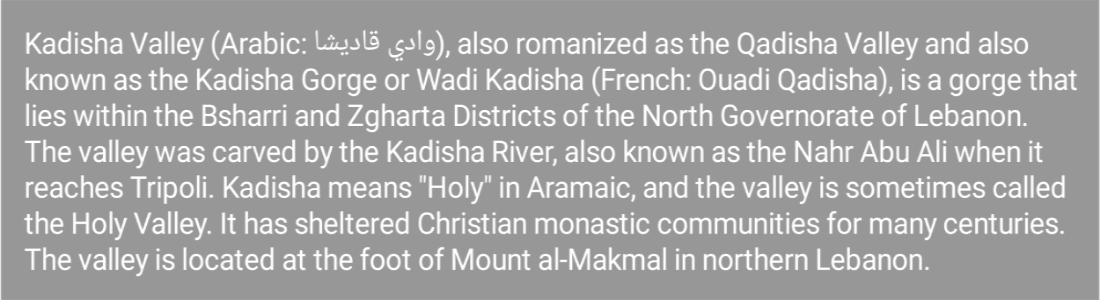 Kadisha Valley (Arabic: وادي قاديشا), also romanized as the Qadisha Valley and also
known as the Kadisha Gorge or Wadi Kadisha (French: Ouadi Qadisha), is a gorge that
lies within the Bsharri and Zgharta Districts of the North Governorate of Lebanon.
The valley was carved by the Kadisha River, also known as the Nahr Abu Ali when it
reaches Tripoli. Kadisha means "Holy" in Aramaic, and the valley is sometimes called
the Holy Valley. It has sheltered Christian monastic communities for many centuries.
The valley is located at the foot of Mount al-Makmal in northern Lebanon.